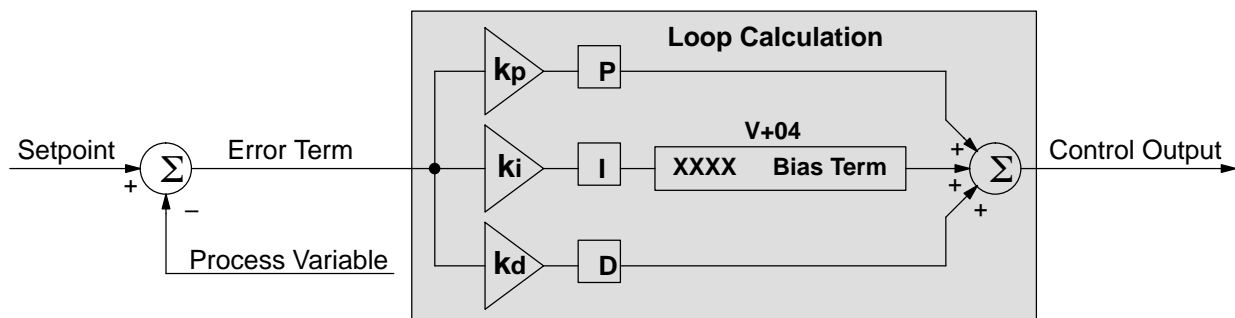 Loop Calculation
kp P
V+04
Setpoint Σ Error Term ki I XXXX Bias Term Σ Control Output
+ + +
− +
Process Variable kd D